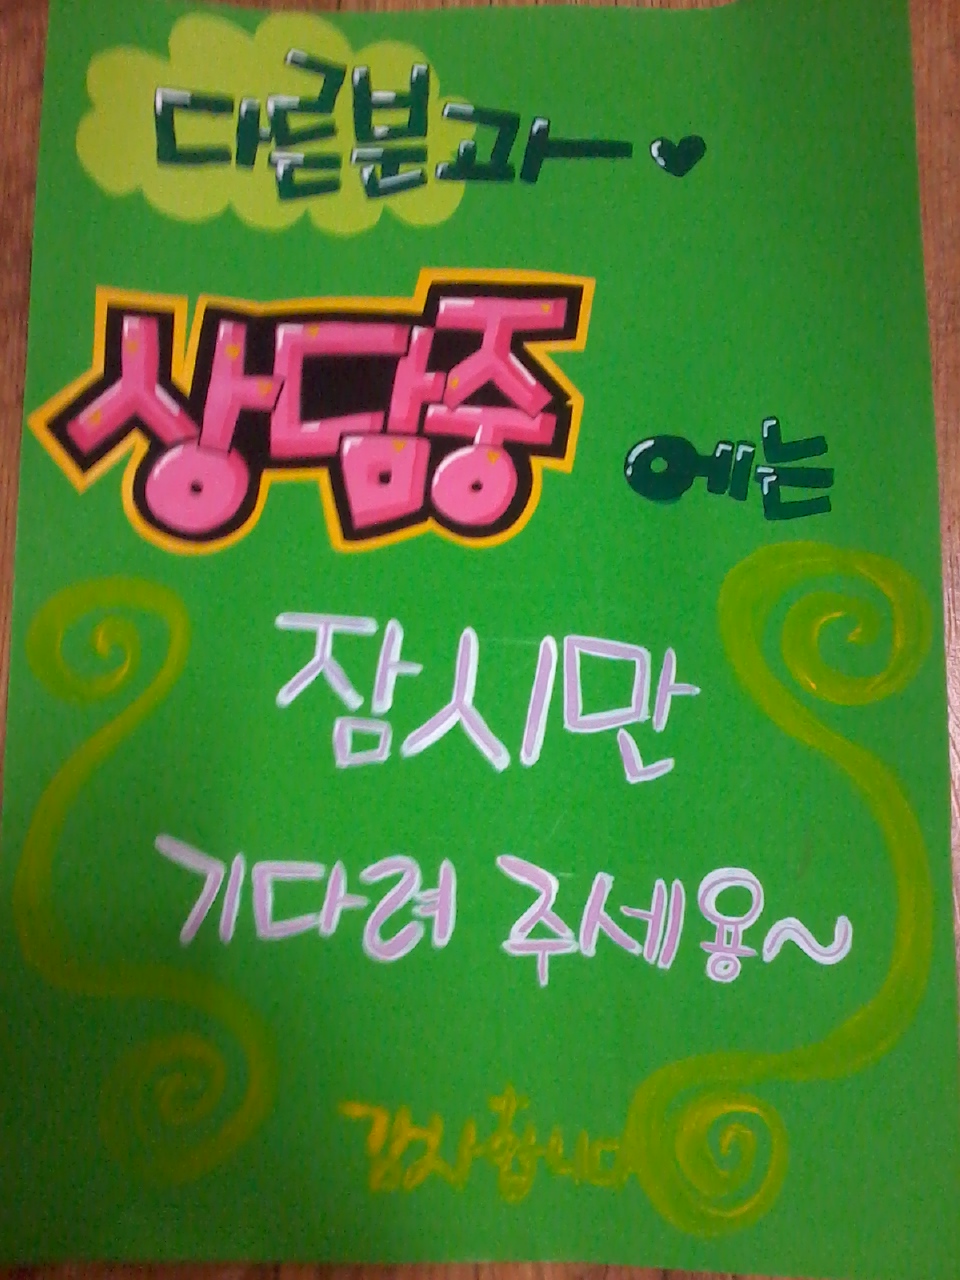 다른분과 ♥
상담중 에는
잠시만
기다려 주세용~
감사합니다